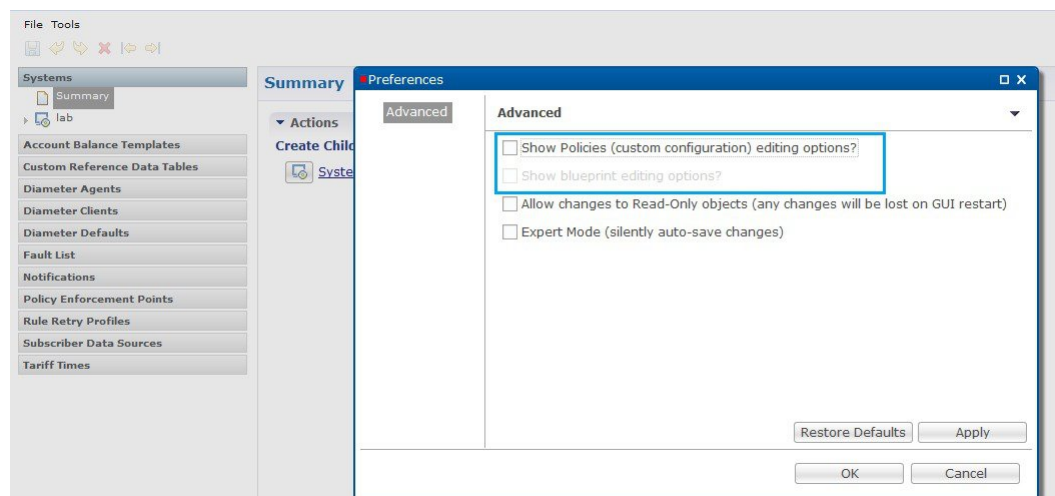 File Tools
Systems
Summary
lab
Account Balance Templates
Custom Reference Data Tables
Diameter Agents
Diameter Clients
Diameter Defaults
Fault List
Notifications
Policy Enforcement Points
Rule Retry Profiles
Subscriber Data Sources
Tariff Times
Summary
Actions
Create Chilc
Syste
Preferences
Advanced
Advanced
Show Policies (custom configuration) editing options?
Show blueprint editing options?
Allow changes to Read-Only objects (any changes will be lost on GUI restart)
Expert Mode (silently auto-save changes)
Restore Defaults Apply
OK Cancel